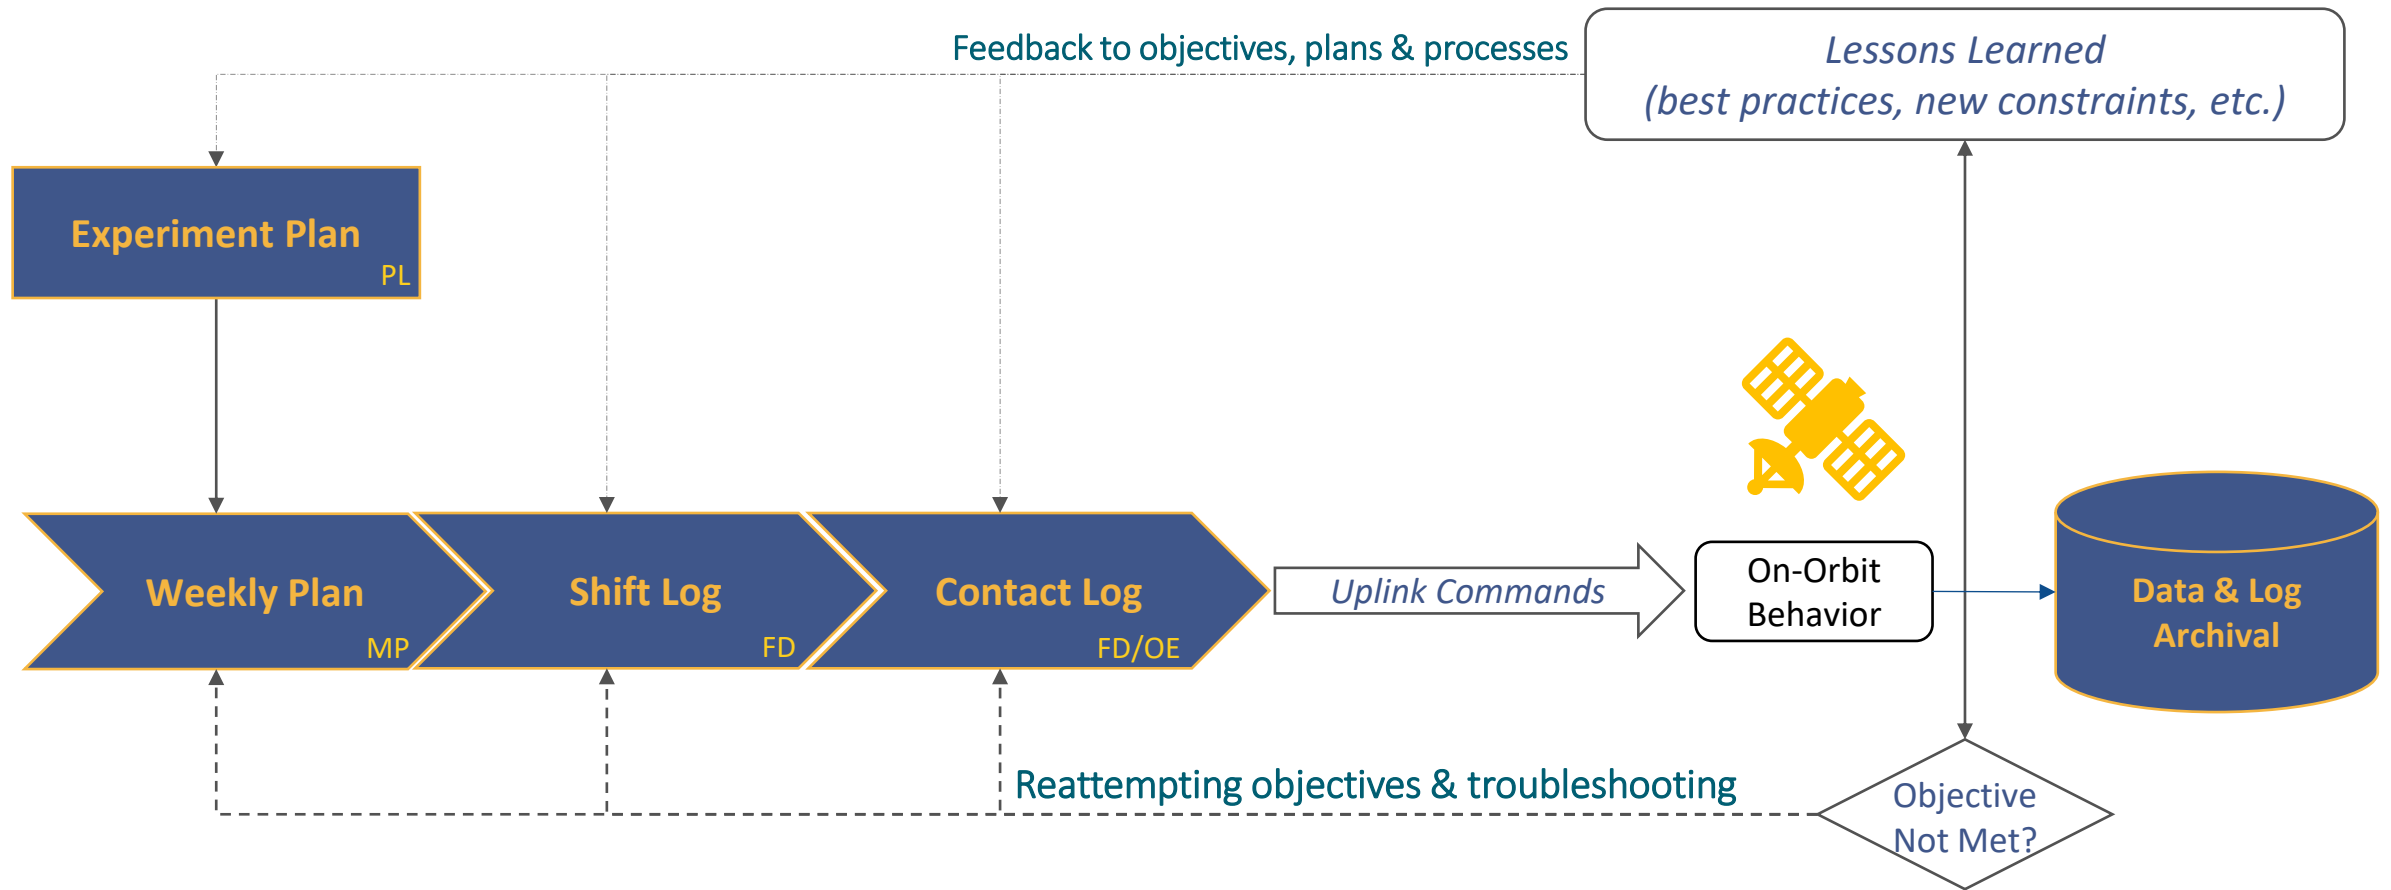 Feedback to objectives, plans & processes
Lessons Learned
(best practices, new constraints, etc.)
Experiment Plan
PL
Weekly Plan
MP
Shift Log
FD
Contact Log
FD/OE
Uplink Commands
On-Orbit
Behavior
Data & Log
Archival
Reattempting objectives & troubleshooting
Objective
Not Met?